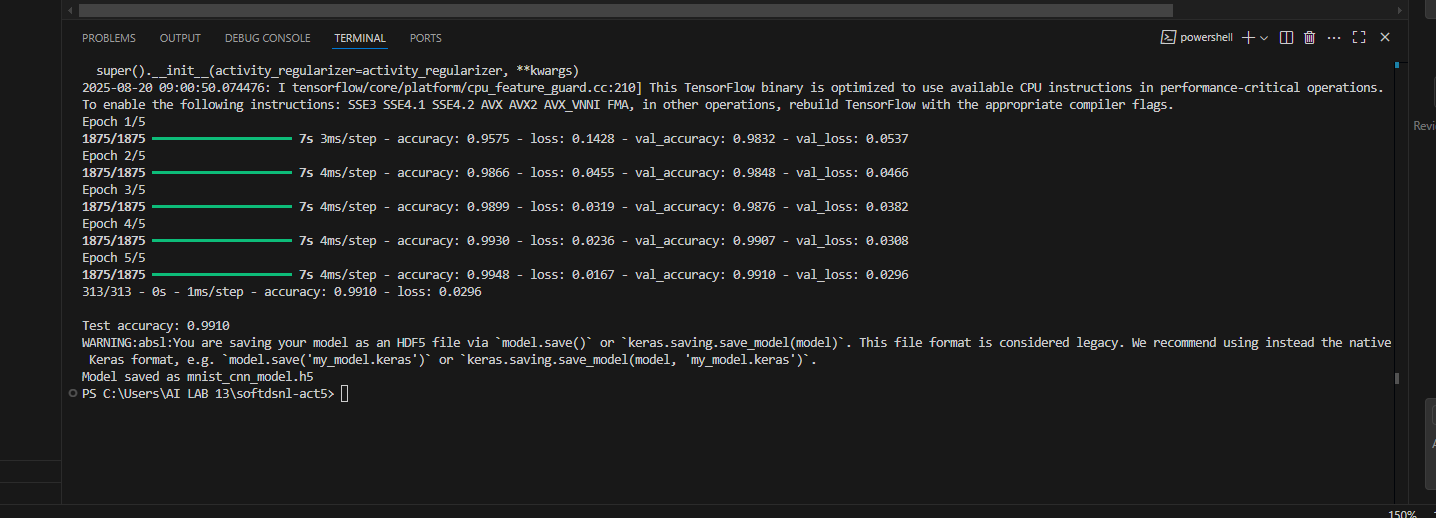 PROBLEMS OUTPUT DEBUG CONSOLE TERMINAL PORTS powershell
super().__init__(activity_regularizer=activity_regularizer, **kwargs)
2025-08-20 09:00:50.074476: I tensorflow/core/platform/cpu_feature_guard.cc:210] This TensorFlow binary is optimized to use available CPU instructions in performance-critical operations.
To enable the following instructions: SSE3 SSE4.1 SSE4.2 AVX AVX2 AVX_VNNI FMA, in other operations, rebuild TensorFlow with the appropriate compiler flags.
Epoch 1/5
1875/1875 ━━━━━━━━━━━━━━━━━━━━ 7s 3ms/step - accuracy: 0.9575 - loss: 0.1428 - val_accuracy: 0.9832 - val_loss: 0.0537
Epoch 2/5
1875/1875 ━━━━━━━━━━━━━━━━━━━━ 7s 4ms/step - accuracy: 0.9866 - loss: 0.0455 - val_accuracy: 0.9848 - val_loss: 0.0466
Epoch 3/5
1875/1875 ━━━━━━━━━━━━━━━━━━━━ 7s 4ms/step - accuracy: 0.9899 - loss: 0.0319 - val_accuracy: 0.9876 - val_loss: 0.0382
Epoch 4/5
1875/1875 ━━━━━━━━━━━━━━━━━━━━ 7s 4ms/step - accuracy: 0.9930 - loss: 0.0236 - val_accuracy: 0.9907 - val_loss: 0.0308
Epoch 5/5
1875/1875 ━━━━━━━━━━━━━━━━━━━━ 7s 4ms/step - accuracy: 0.9948 - loss: 0.0167 - val_accuracy: 0.9910 - val_loss: 0.0296
313/313 - 0s - 1ms/step - accuracy: 0.9910 - loss: 0.0296
Test accuracy: 0.9910
WARNING:absl:You are saving your model as an HDF5 file via `model.save()` or `keras.saving.save_model(model)`. This file format is considered legacy. We recommend using instead the native
Keras format, e.g. `model.save('my_model.keras')` or `keras.saving.save_model(model, 'my_model.keras')`.
Model saved as mnist_cnn_model.h5
PS C:\Users\AI LAB 13\softdsnl-act5>
150%